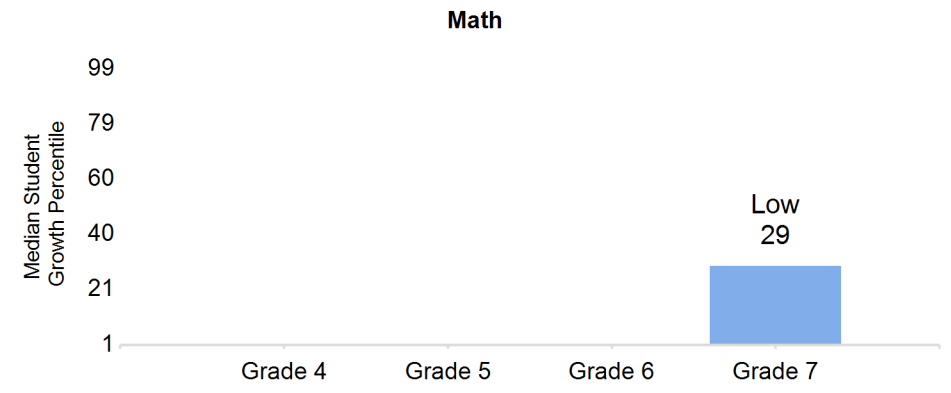 Math
Median Student
Growth Percentile
99
79
60
40
21
1
Low
29
Grade 4
Grade 5
Grade 6
Grade 7